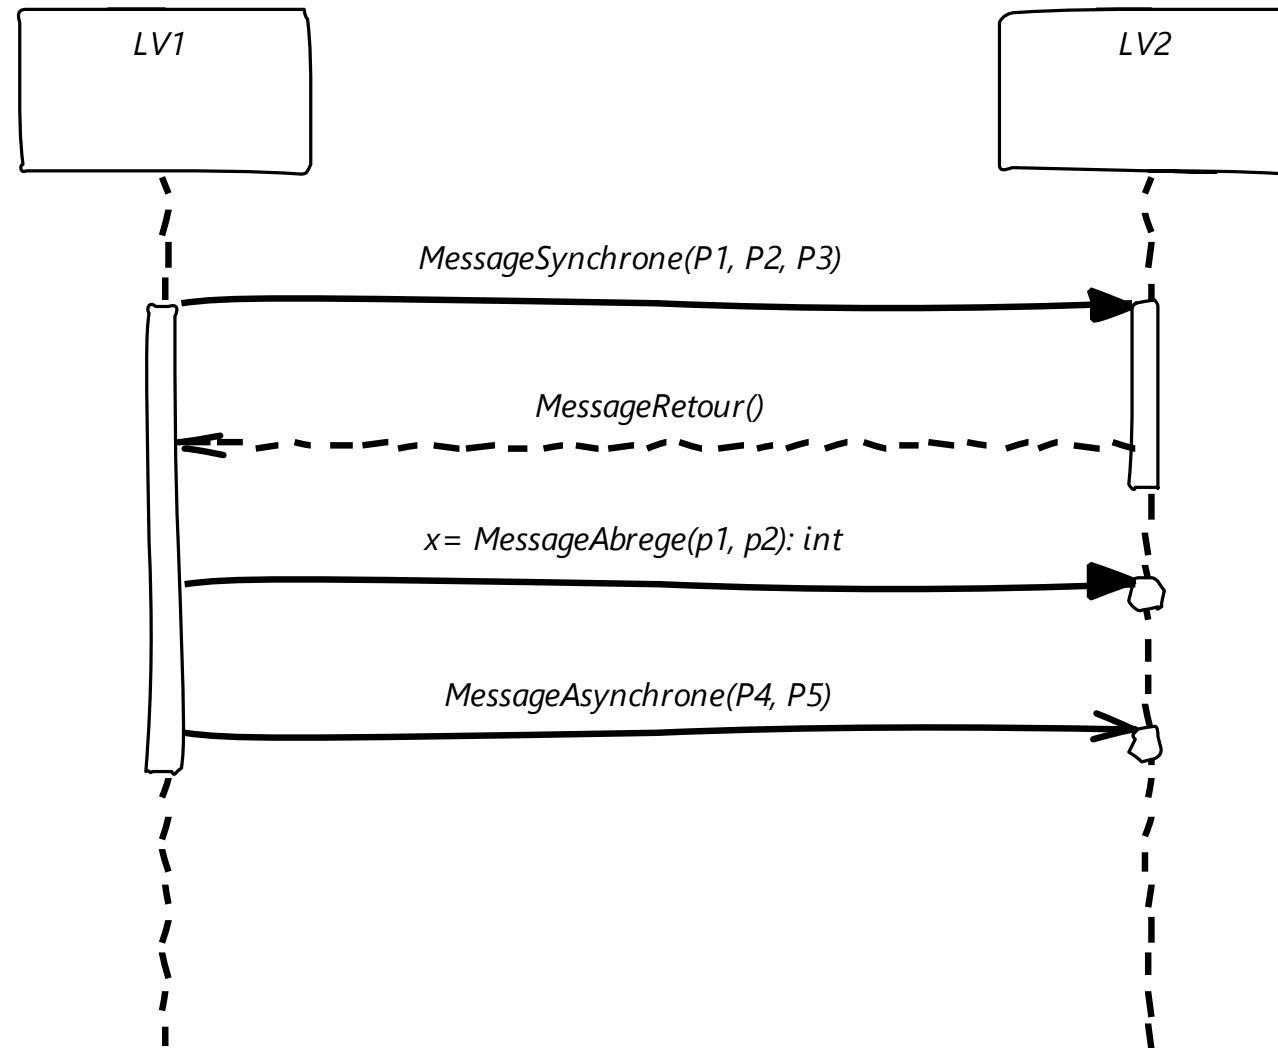 LV1
LV2
MessageSynchrone(P1, P2, P3)
MessageRetour()
x= MessageAbrege(p1, p2): int
MessageAsynchrone(P4, P5)